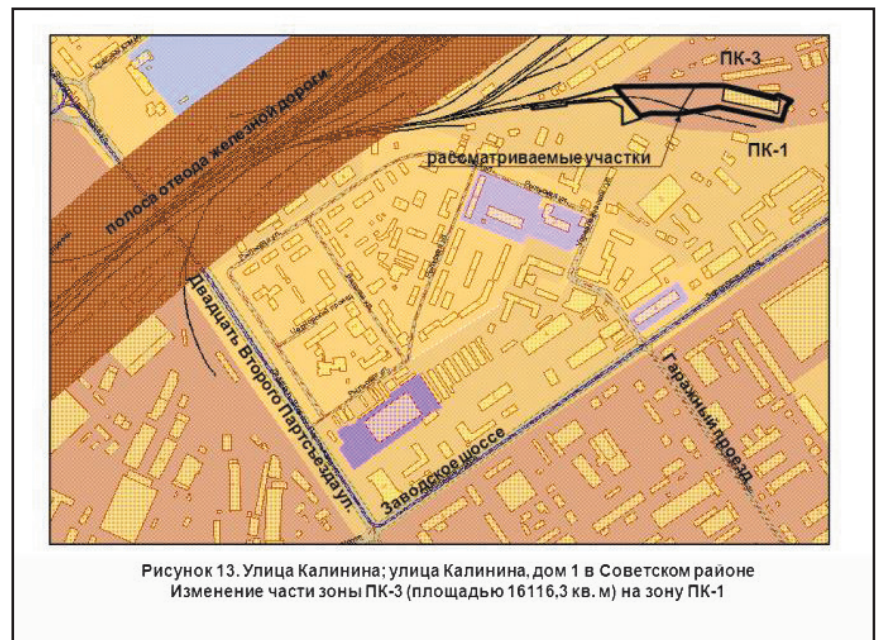 ПК-3
полоса отвода железной дороги
рассматриваемые участки
ПК-1
Двадцать Второго Партсъезда ул.
Заводское шоссе
Гаражный проезд
Рисунок 13. Улица Калинина; улица Калинина, дом 1 в Советском районе
Изменение части зоны ПК-3 (площадью 16116,3 кв. м) на зону ПК-1